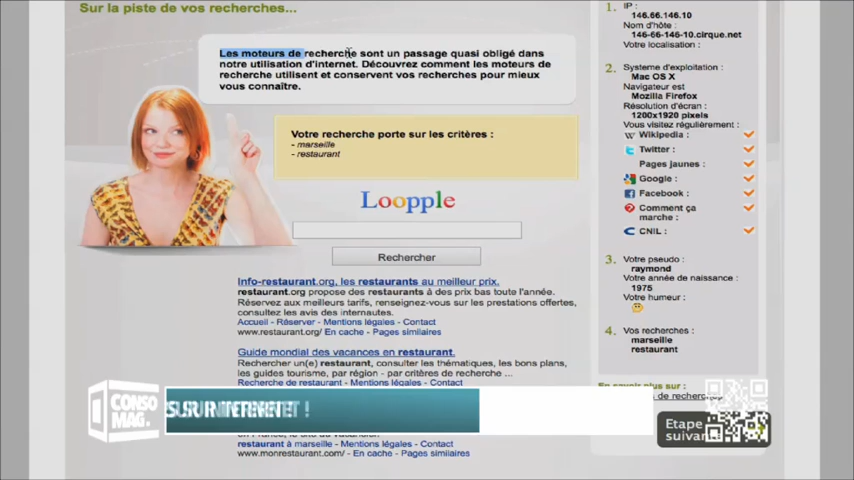 Sur la piste de vos recherches...
Les moteurs de recherche sont un passage quasi obligé dans
notre utilisation d'internet. Découvrez comment les moteurs de
recherche utilisent et conservent vos recherches pour mieux
vous connaître.
Votre recherche porte sur les critères :
- marseille
- restaurant
Loopple
Rechercher
Info-restaurant.org, les restaurants au meilleur prix.
restaurant.org propose des restaurants à des prix bas toute l'année.
Réservez aux meilleurs tarifs, renseignez-vous sur les prestations offertes,
consultez les avis des internautes.
Accueil - Réserver - Mentions légales - Contact
www.restaurant.org/ En cache - Pages similaires
Guide mondial des vacances en restaurant.
Rechercher un(e) restaurant, consulter les thématiques, les bons plans,
les guides tourisme, par région - par critères de recherche ...
Recherche de restaurant - Mentions légales - Contact
restaurant à marseille - Mentions légales - Contact
www.monrestaurant.com/ - En cache - Pages similaires
1. IP :
146.66.146.10
Nom d'hôte :
146-66-146-10.cirque.net
Votre localisation :
2. Systeme d'exploitation :
Mac OS X
Navigateur est
Mozilla Firefox
Résolution d'écran :
1200x1920 pixels
Vous visitez régulièrement :
Wikipedia :
Twitter :
Pages jaunes :
Google :
Facebook :
Comment ça
marche :
CNIL :
3. Votre pseudo :
raymond
Votre année de naissance :
1975
Votre humeur :
4. Vos recherches :
marseille
restaurant
En savoir plus sur :
de recherche
Etape
suivante
CONSO
MAG.
SUR INTERNET !